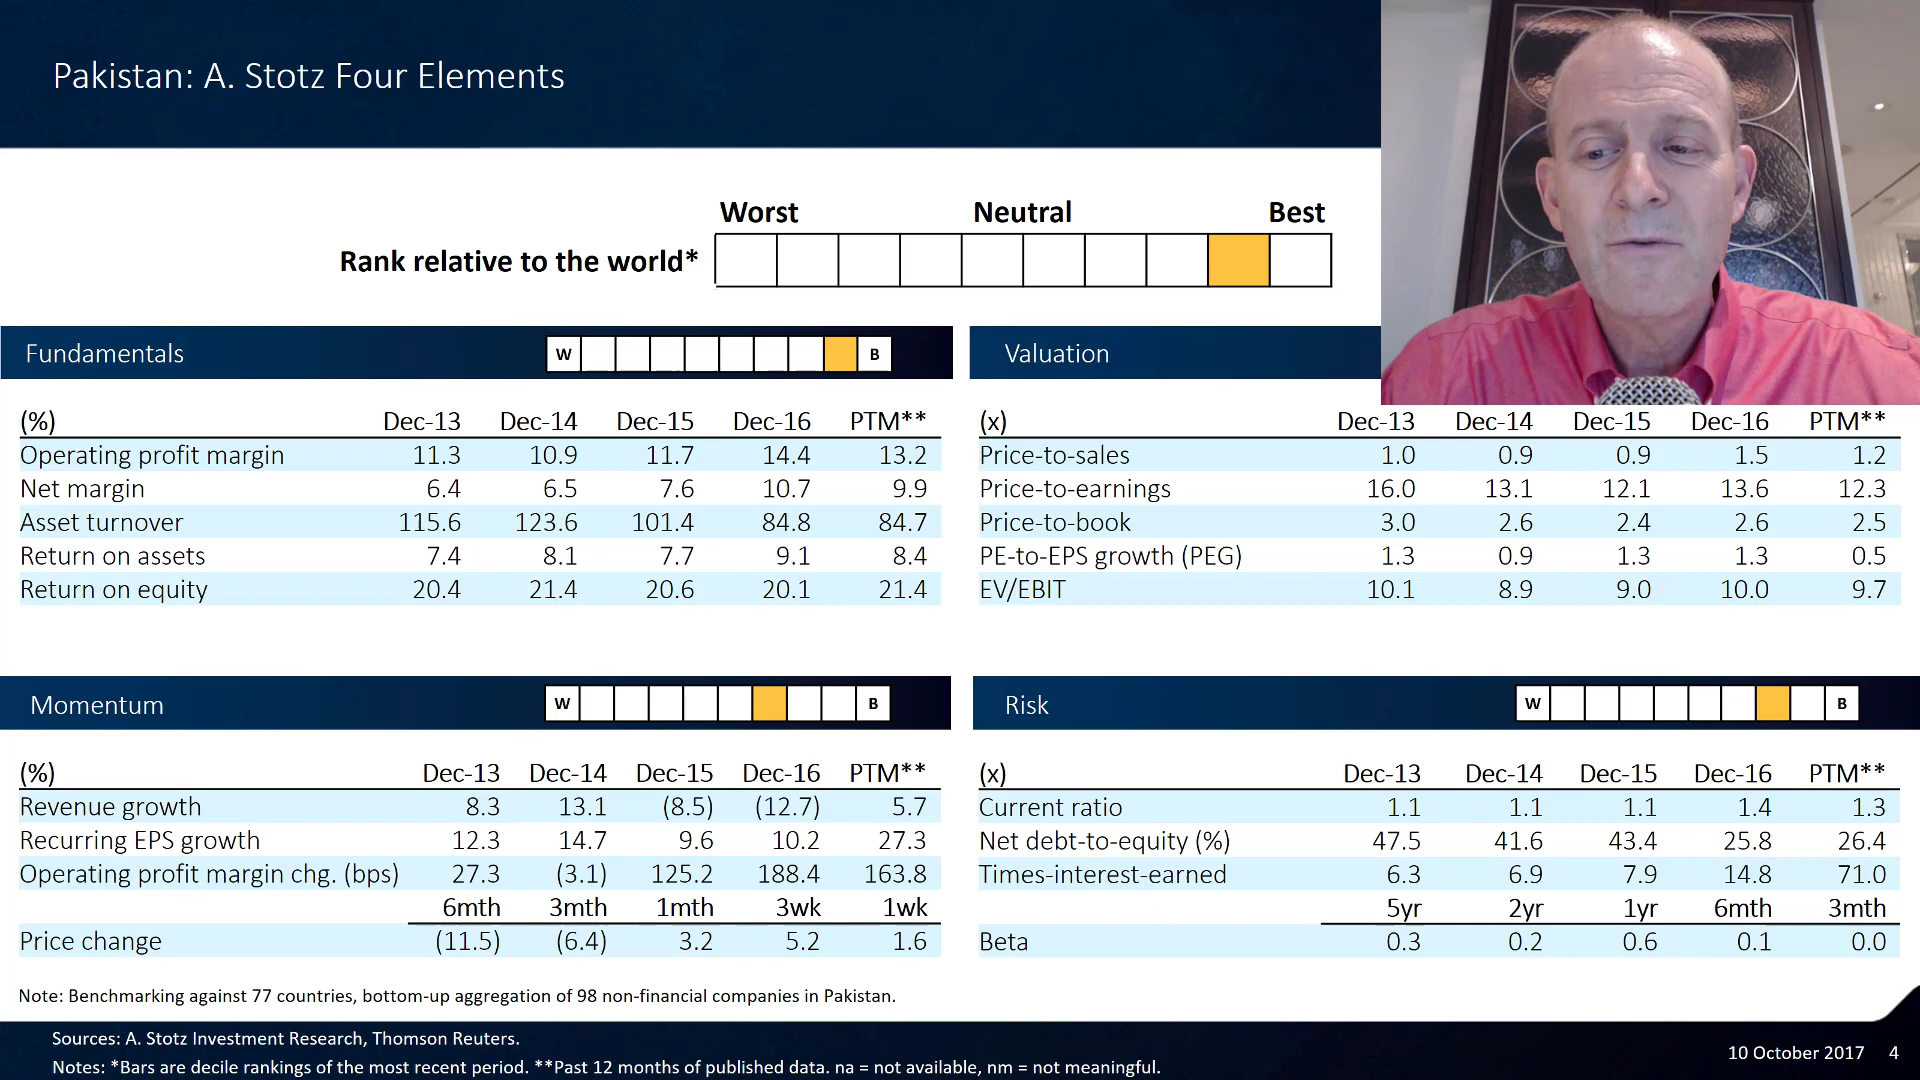 Pakistan: A. Stotz Four Elements
Worst Neutral Best
Rank relative to the world*
Fundamentals W B
(%) Dec-13 Dec-14 Dec-15 Dec-16 PTM**
Operating profit margin 11.3 10.9 11.7 14.4 13.2
Net margin 6.4 6.5 7.6 10.7 9.9
Asset turnover 115.6 123.6 101.4 84.8 84.7
Return on assets 7.4 8.1 7.7 9.1 8.4
Return on equity 20.4 21.4 20.6 20.1 21.4
Valuation
(x) Dec-13 Dec-14 Dec-15 Dec-16 PTM**
Price-to-sales 1.0 0.9 0.9 1.5 1.2
Price-to-earnings 16.0 13.1 12.1 13.6 12.3
Price-to-book 3.0 2.6 2.4 2.6 2.5
PE-to-EPS growth (PEG) 1.3 0.9 1.3 1.3 0.5
EV/EBIT 10.1 8.9 9.0 10.0 9.7
Momentum W B
(%) Dec-13 Dec-14 Dec-15 Dec-16 PTM**
Revenue growth 8.3 13.1 (8.5) (12.7) 5.7
Recurring EPS growth 12.3 14.7 9.6 10.2 27.3
Operating profit margin chg. (bps) 27.3 (3.1) 125.2 188.4 163.8
6mth 3mth 1mth 3wk 1wk
Price change (11.5) (6.4) 3.2 5.2 1.6
Risk W B
(x) Dec-13 Dec-14 Dec-15 Dec-16 PTM**
Current ratio 1.1 1.1 1.1 1.4 1.3
Net debt-to-equity (%) 47.5 41.6 43.4 25.8 26.4
Times-interest-earned 6.3 6.9 7.9 14.8 71.0
5yr 2yr 1yr 6mth 3mth
Beta 0.3 0.2 0.6 0.1 0.0
Note: Benchmarking against 77 countries, bottom-up aggregation of 98 non-financial companies in Pakistan.
Sources: A. Stotz Investment Research, Thomson Reuters.
Notes: *Bars are decile rankings of the most recent period. **Past 12 months of published data. na = not available, nm = not meaningful.
10 October 2017 4